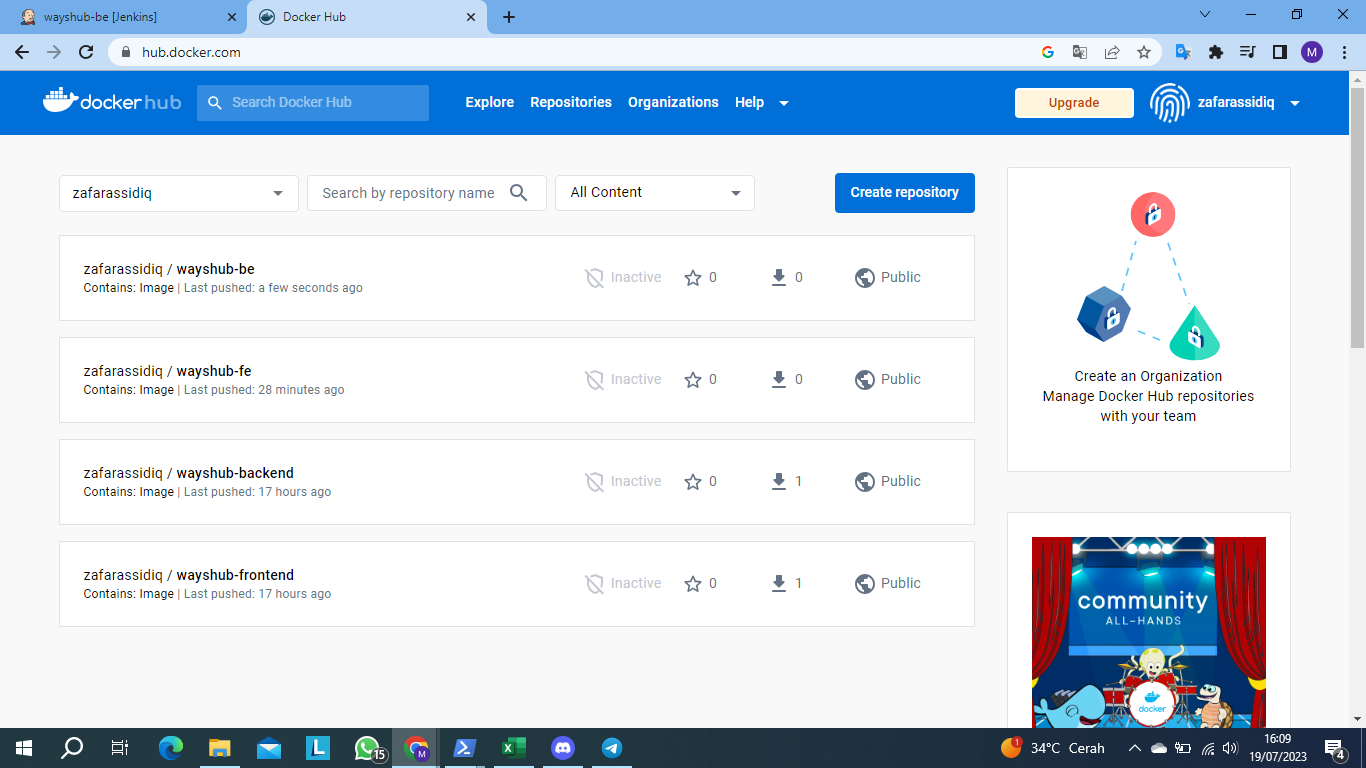 wayshub-be [Jenkins]
Docker Hub
hub.docker.com
M
docker hub
Search Docker Hub
Explore
Repositories
Organizations
Help
Upgrade
zafarassidiq
zafarassidiq
Search by repository name
All Content
Create repository
zafarassidiq / wayshub-be
Contains: Image | Last pushed: a few seconds ago
Inactive
0
0
Public
zafarassidiq / wayshub-fe
Contains: Image | Last pushed: 28 minutes ago
Inactive
0
0
Public
zafarassidiq / wayshub-backend
Contains: Image | Last pushed: 17 hours ago
Inactive
0
1
Public
zafarassidiq / wayshub-frontend
Contains: Image | Last pushed: 17 hours ago
Inactive
0
1
Public
Create an Organization
Manage Docker Hub repositories
with your team
community
ALL-HANDS
docker
L
15
M
1
34°C Cerah
16:09
19/07/2023
4